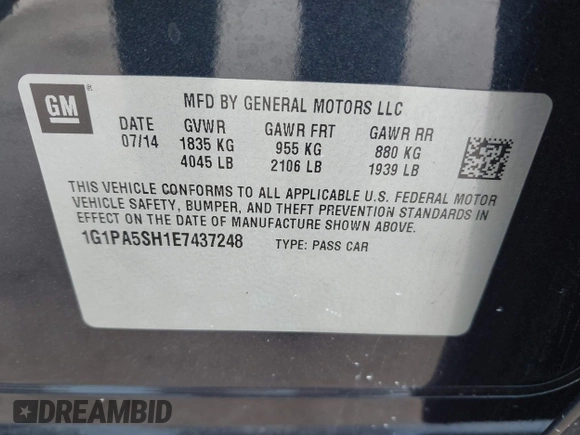 GM
®
MFD BY GENERAL MOTORS LLC
DATE GVWR GAWR FRT GAWR RR
07/14 1835 KG 955 KG 880 KG
4045 LB 2106 LB 1939 LB
THIS VEHICLE CONFORMS TO ALL APPLICABLE U.S. FEDERAL MOTOR
VEHICLE SAFETY, BUMPER, AND THEFT PREVENTION STANDARDS IN
EFFECT ON THE DATE OF MANUFACTURE SHOWN ABOVE.
1G1PA5SH1E7437248 TYPE: PASS CAR
DREAMBID